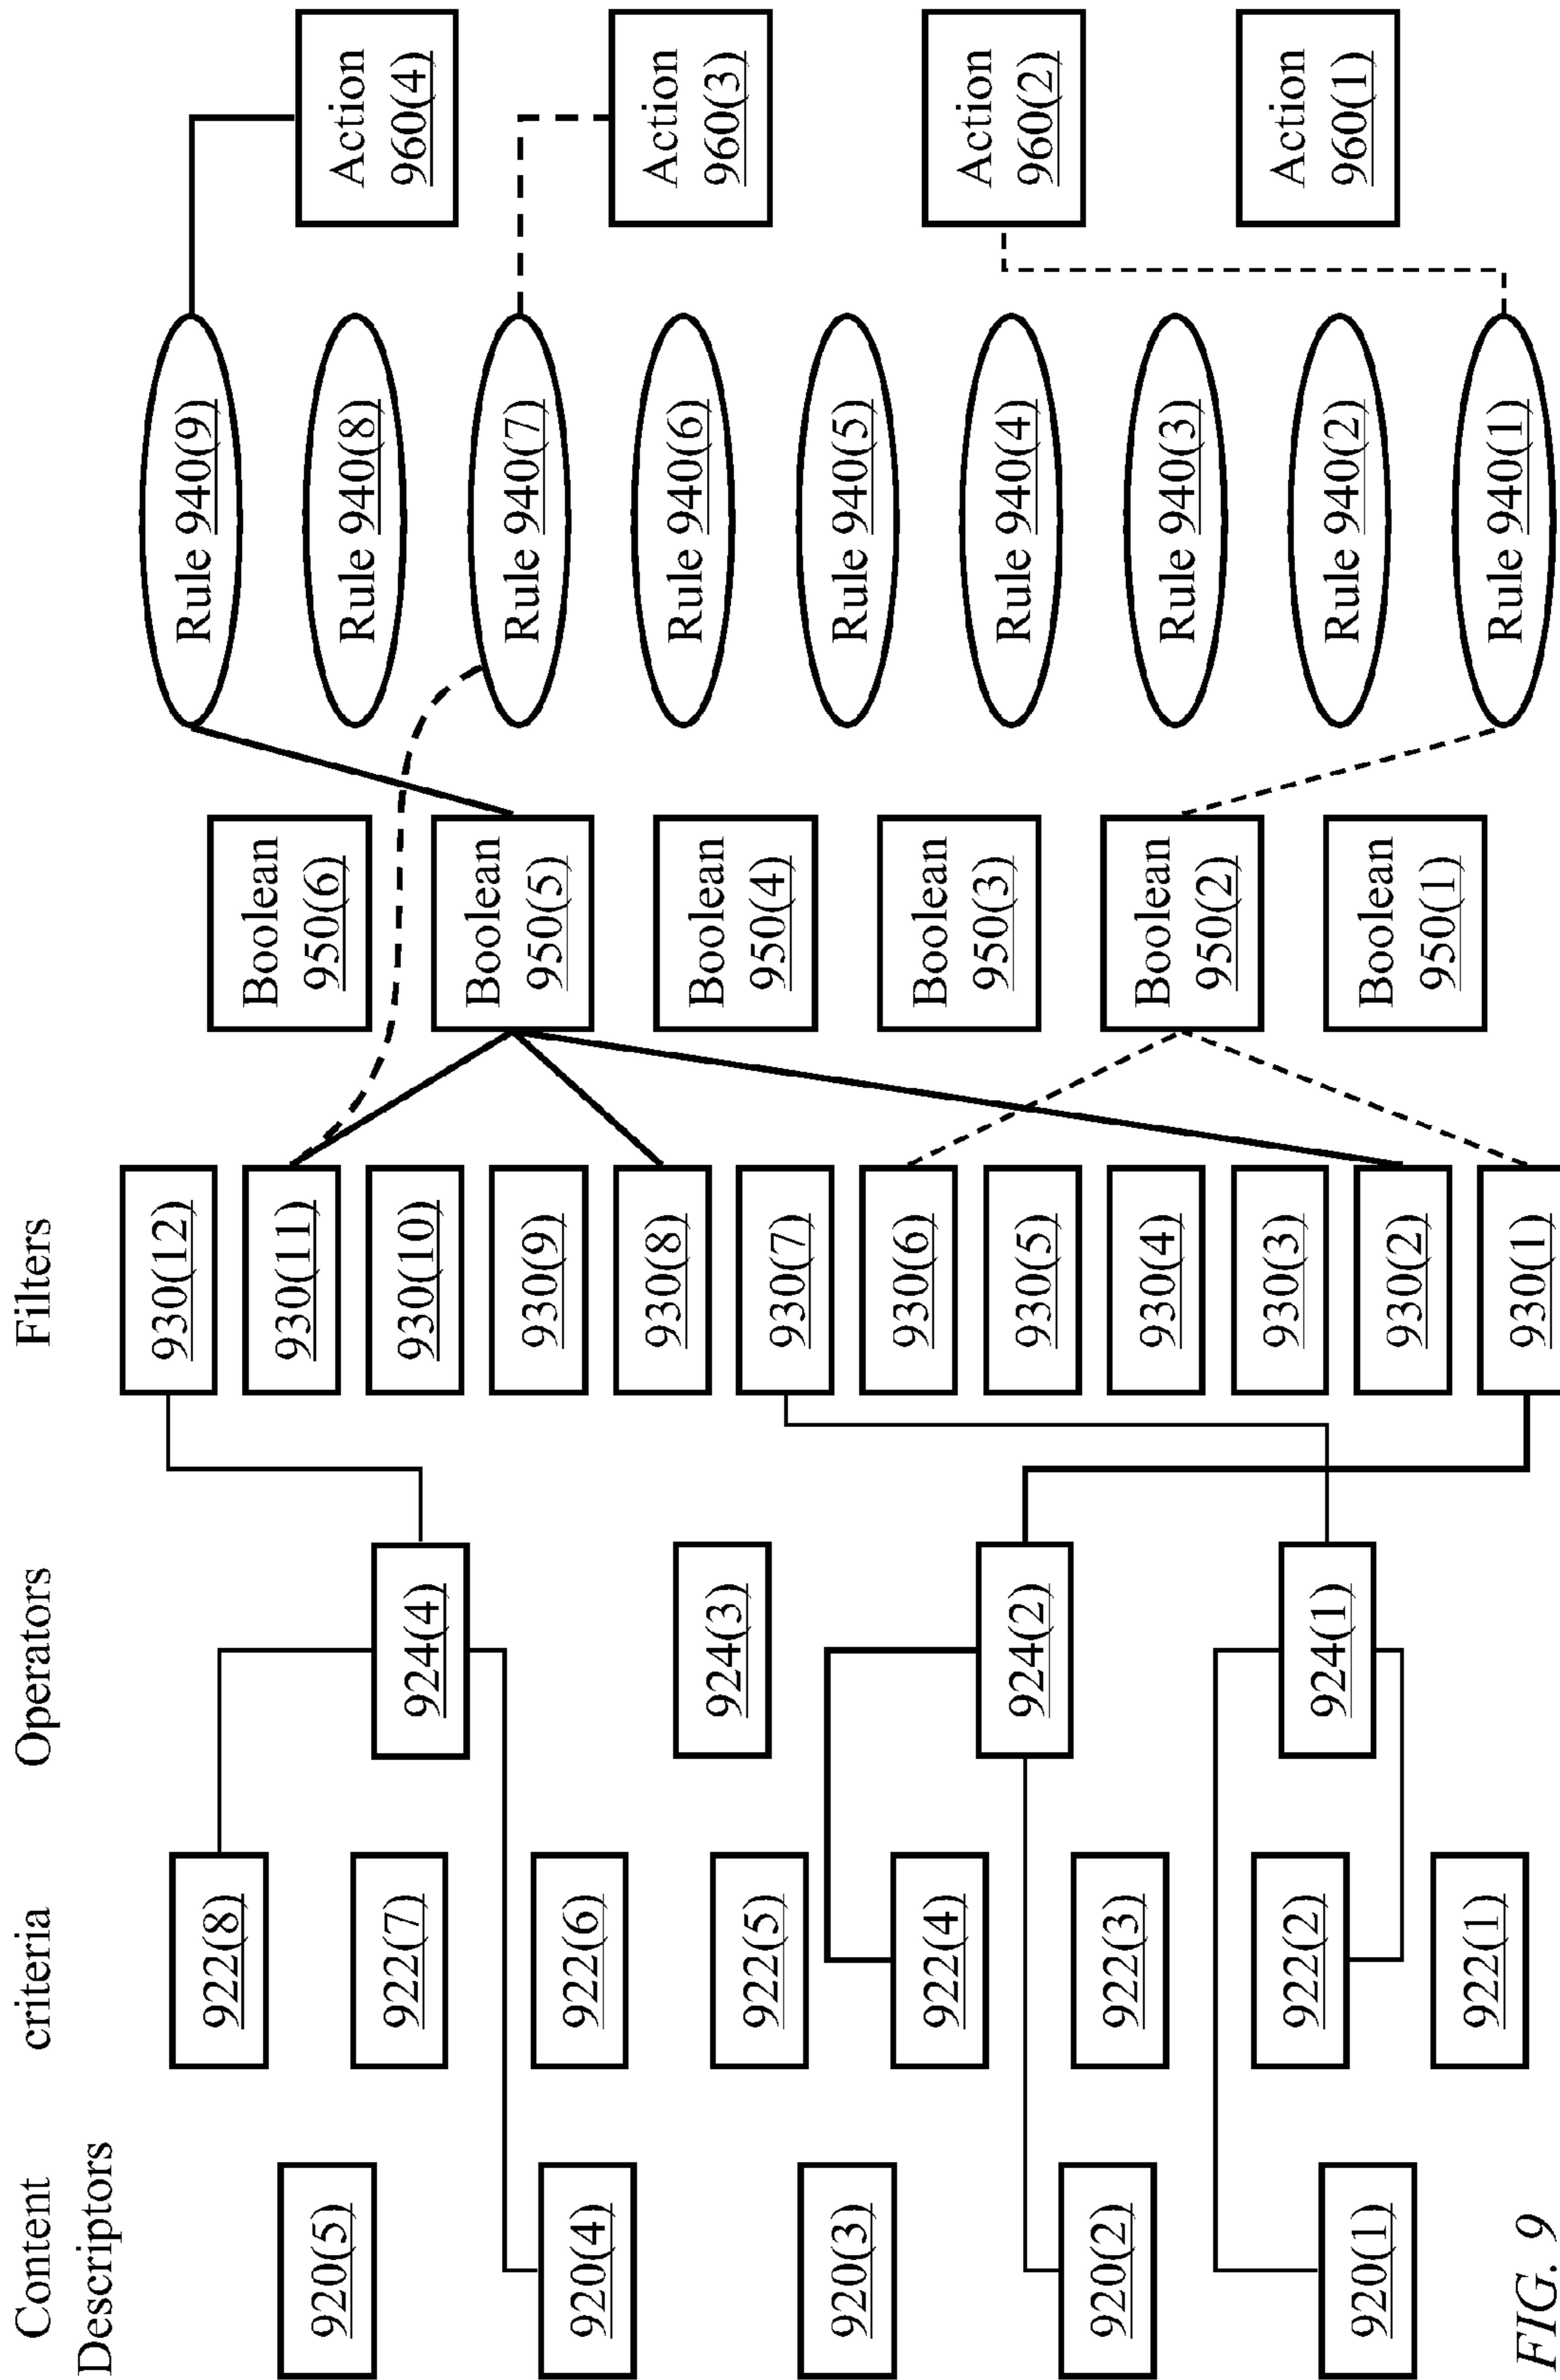 Content
Descriptors
criteria
Operators
Filters
920(5)
920(4)
920(3)
920(2)
920(1)
922(8)
922(7)
922(6)
922(5)
922(4)
922(3)
922(2)
922(1)
924(4)
924(3)
924(2)
924(1)
930(12)
930(11)
930(10)
930(9)
930(8)
930(7)
930(6)
930(5)
930(4)
930(3)
930(2)
930(1)
Boolean
950(6)
Boolean
950(5)
Boolean
950(4)
Boolean
950(3)
Boolean
950(2)
Boolean
950(1)
Rule 940(9)
Rule 940(8)
Rule 940(7)
Rule 940(6)
Rule 940(5)
Rule 940(4)
Rule 940(3)
Rule 940(2)
Rule 940(1)
Action
960(4)
Action
960(3)
Action
960(2)
Action
960(1)
FIG. 9